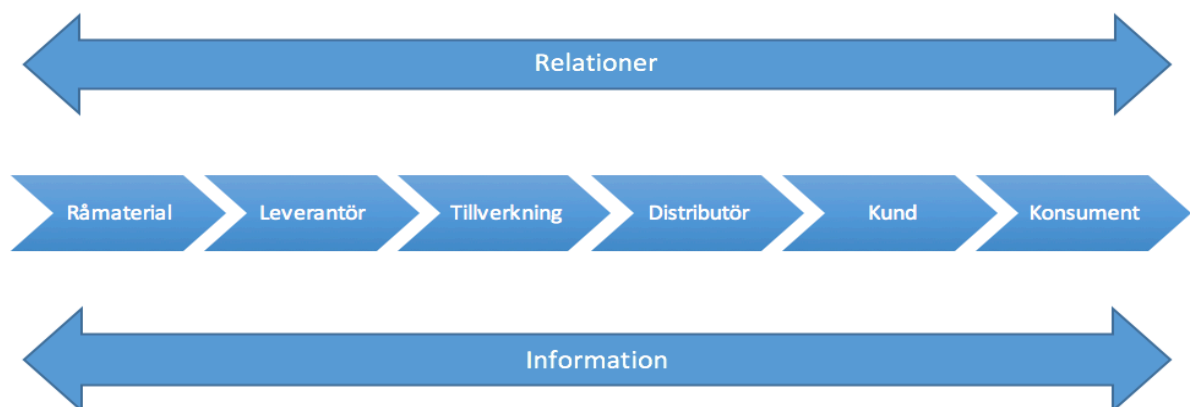 Relationer
Råmaterial
Leverantör
Tillverkning
Distributör
Kund
Konsument
Information